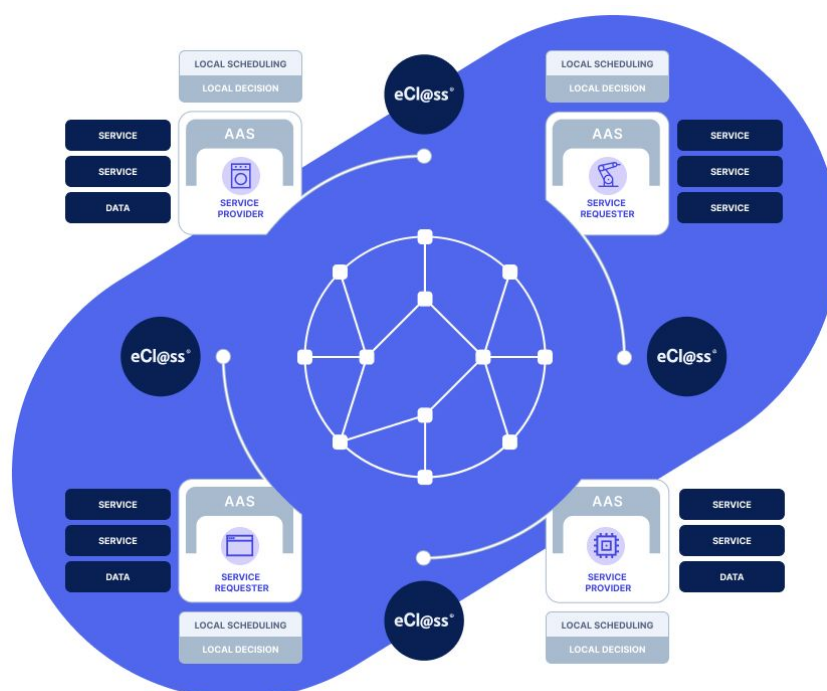 LOCAL SCHEDULING
LOCAL DECISION
eCl@ss®
LOCAL SCHEDULING
LOCAL DECISION
SERVICE
SERVICE
DATA
AAS
SERVICE
PROVIDER
AAS
SERVICE
REQUESTER
SERVICE
SERVICE
SERVICE
eCl@ss®
eCl@ss®
SERVICE
SERVICE
DATA
AAS
SERVICE
REQUESTER
AAS
SERVICE
PROVIDER
SERVICE
SERVICE
DATA
LOCAL SCHEDULING
LOCAL DECISION
eCl@ss®
LOCAL SCHEDULING
LOCAL DECISION